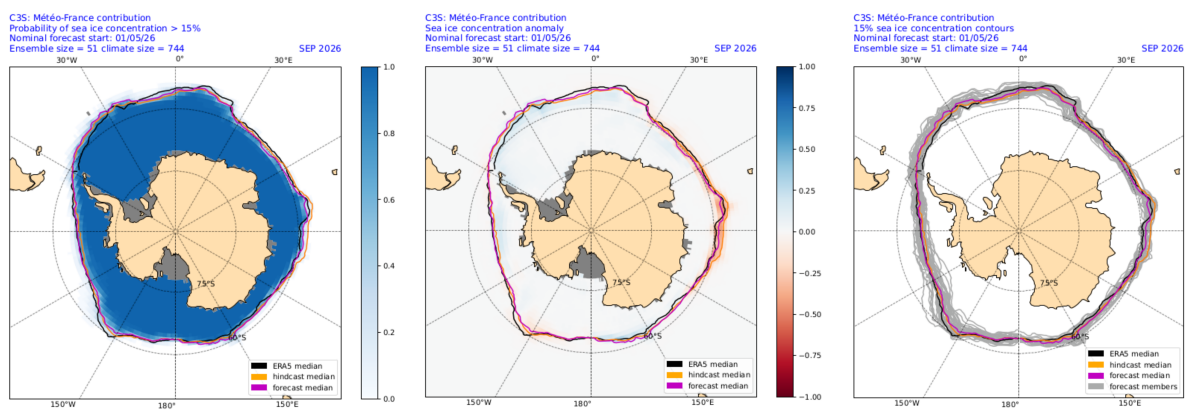 C3S: Météo-France contribution
Probability of sea ice concentration > 15%
Nominal forecast start: 01/05/26
Ensemble size = 51 climate size = 744
SEP 2026
30°W
0°
30°E
75°S
60°S
ERA5 median
hindcast median
forecast median
150°W
180°
150°E
1.0
0.8
0.6
0.4
0.2
0.0
C3S: Météo-France contribution
Sea ice concentration anomaly
Nominal forecast start: 01/05/26
Ensemble size = 51 climate size = 744
SEP 2026
30°W
0°
30°E
75°S
60°S
ERA5 median
hindcast median
forecast median
150°W
180°
150°E
1.00
0.75
0.50
0.25
0.00
−0.25
−0.50
−0.75
−1.00
C3S: Météo-France contribution
15% sea ice concentration contours
Nominal forecast start: 01/05/26
Ensemble size = 51 climate size = 744
SEP 2026
30°W
0°
30°E
75°S
60°S
ERA5 median
hindcast median
forecast median
forecast members
150°W
180°
150°E